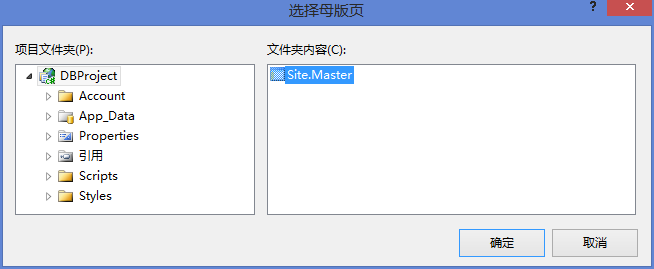 选择母版页
?
项目文件夹(P):
文件夹内容(C):
DBProject
Account
App_Data
Properties
引用
Scripts
Styles
Site.Master
确定
取消